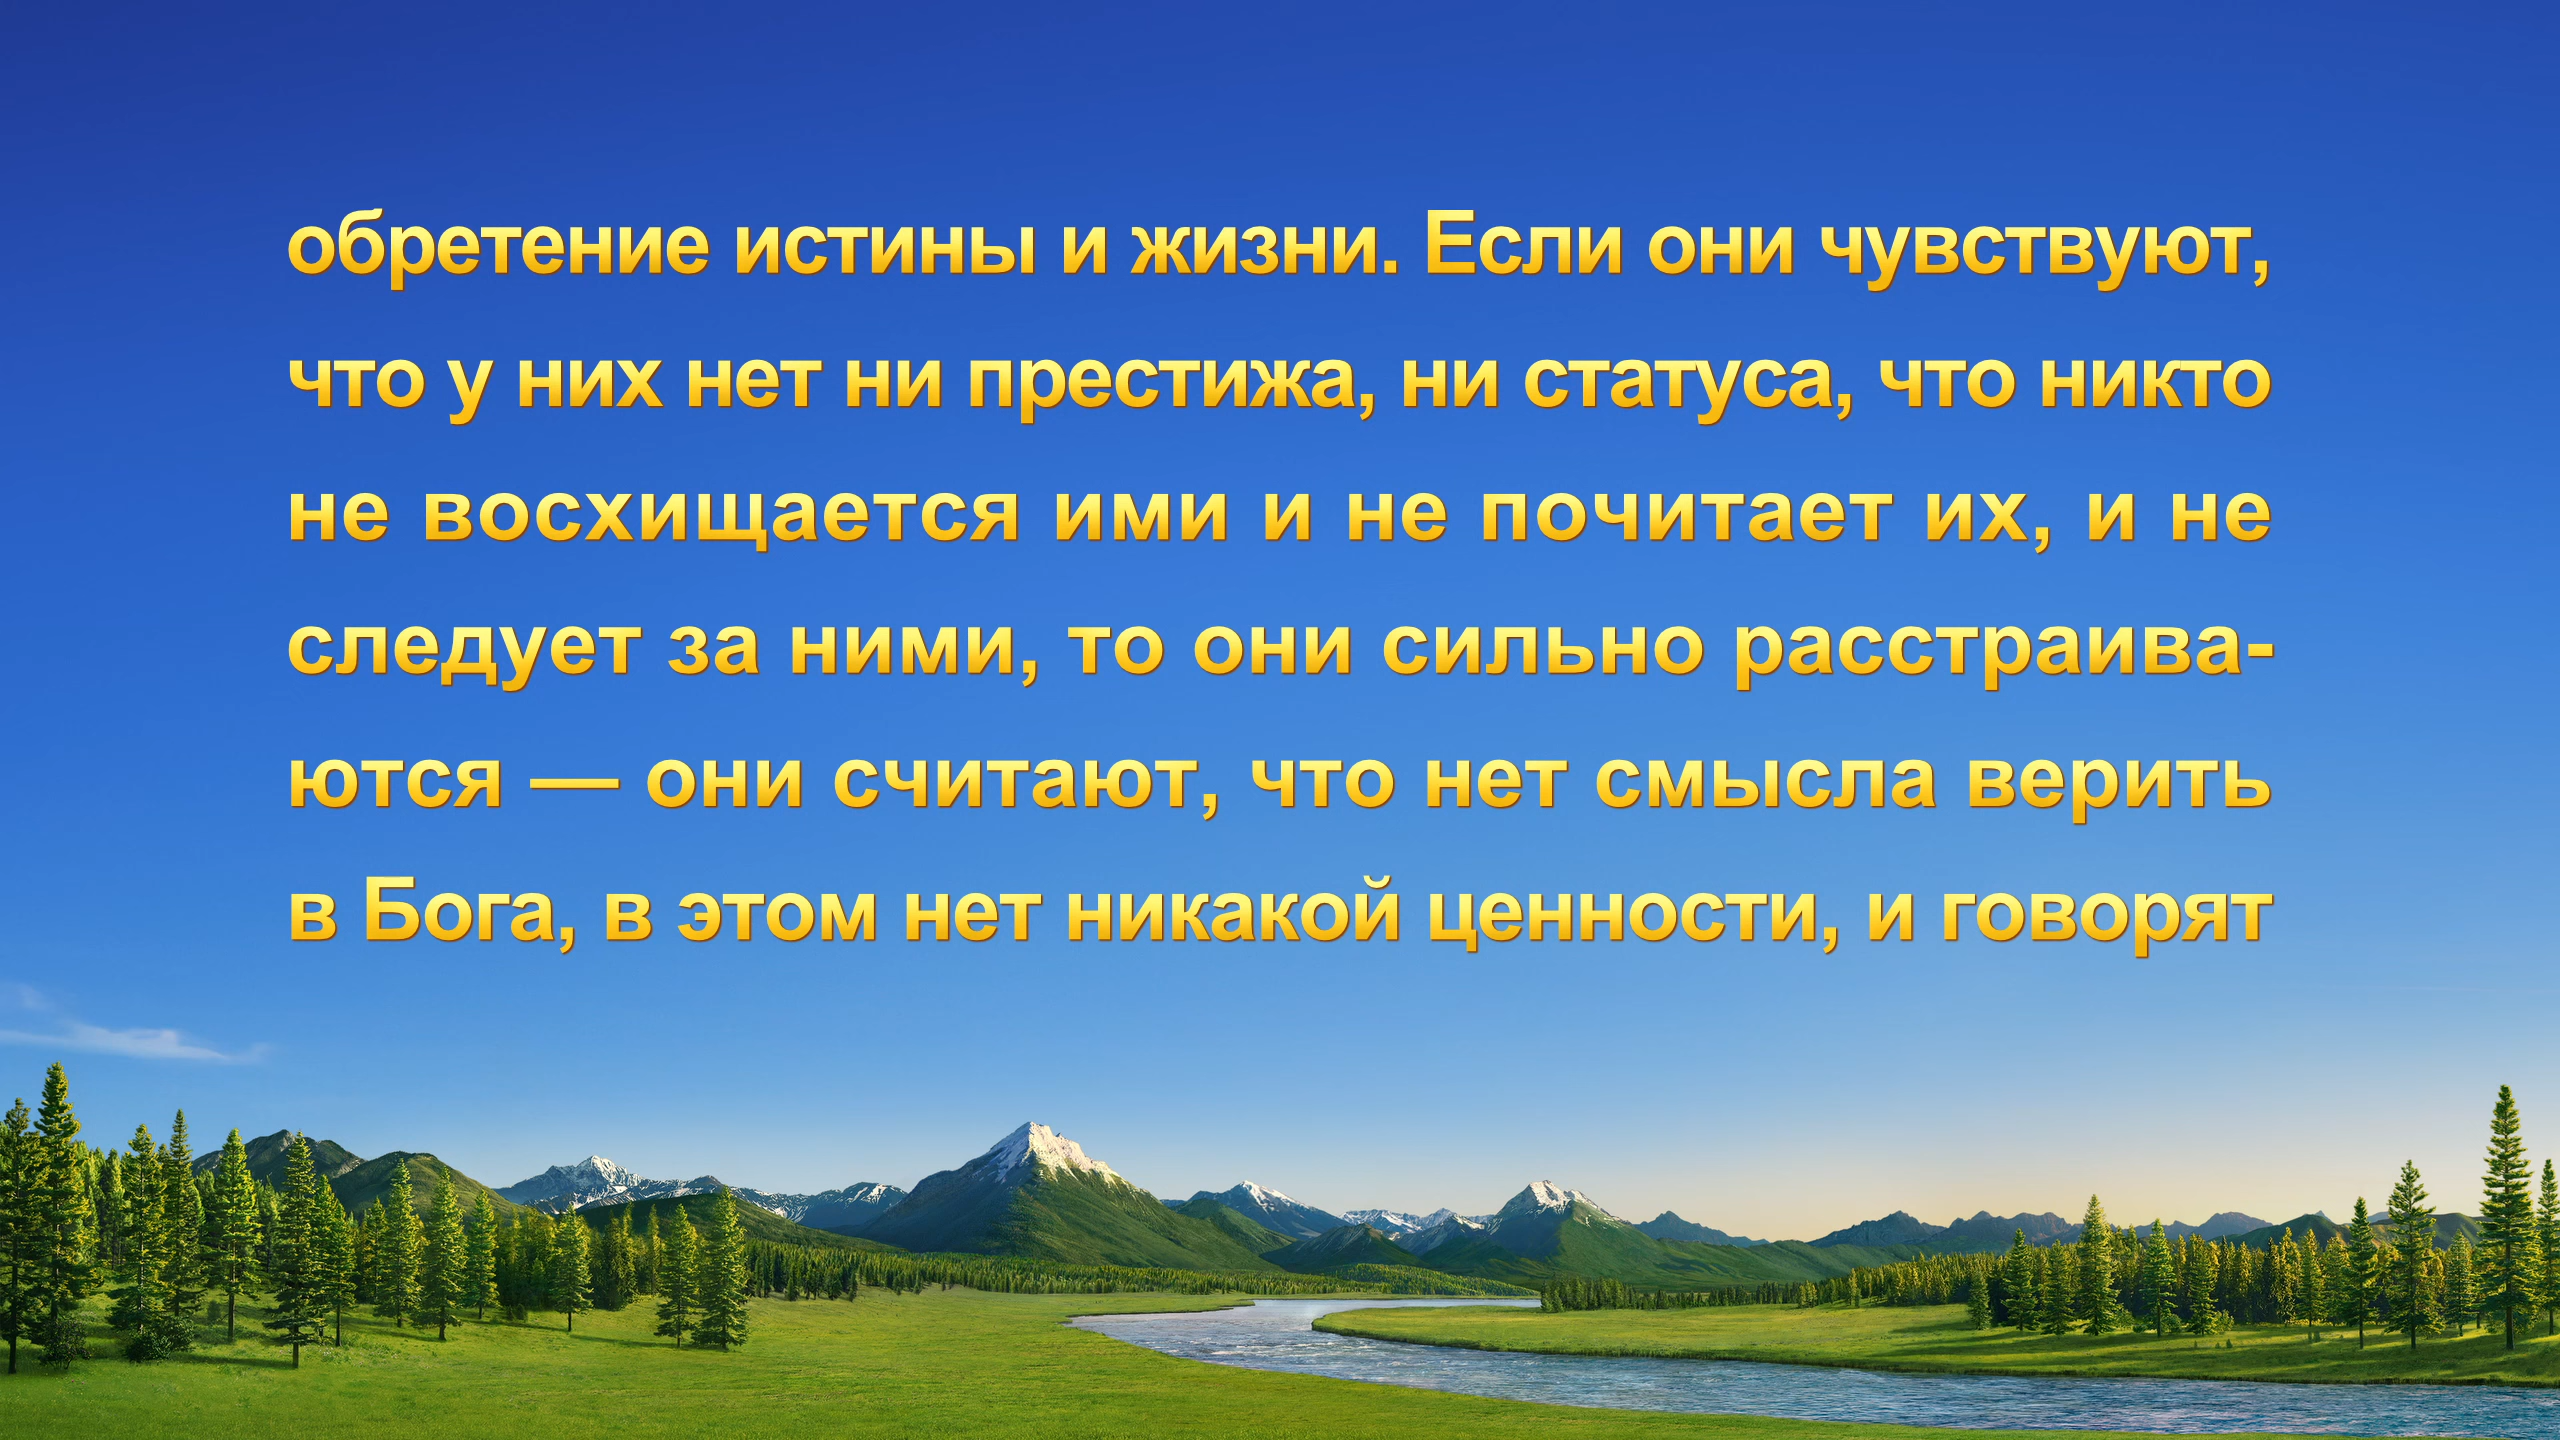 обретение истины и жизни. Если они чувствуют,
что у них нет ни престижа, ни статуса, что никто
не восхищается ими и не почитает их, и не
следует за ними, то они сильно расстраива-
ются — они считают, что нет смысла верить
в Бога, в этом нет никакой ценности, и говорят